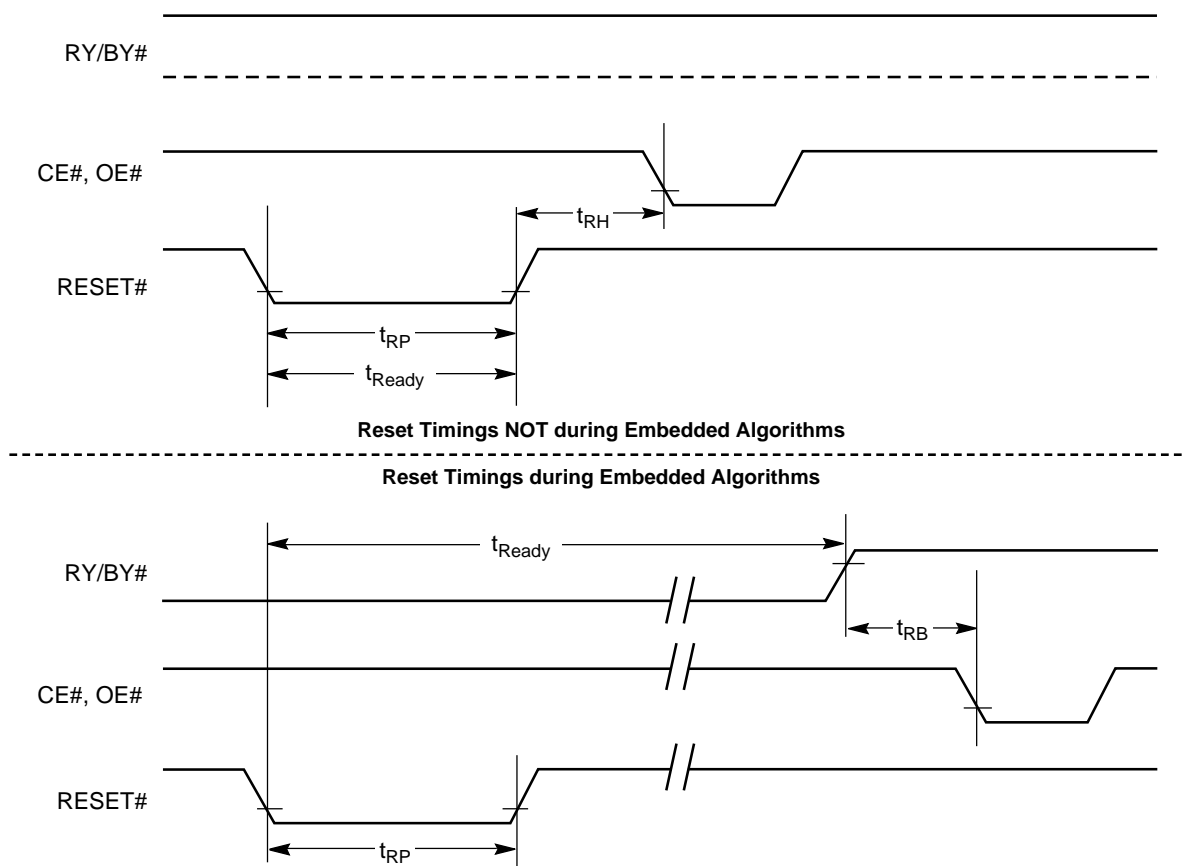 RY/BY#
CE#, OE#
tRH
RESET#
tRP
tReady
Reset Timings NOT during Embedded Algorithms
Reset Timings during Embedded Algorithms
tReady
RY/BY#
tRB
CE#, OE#
RESET#
tRP